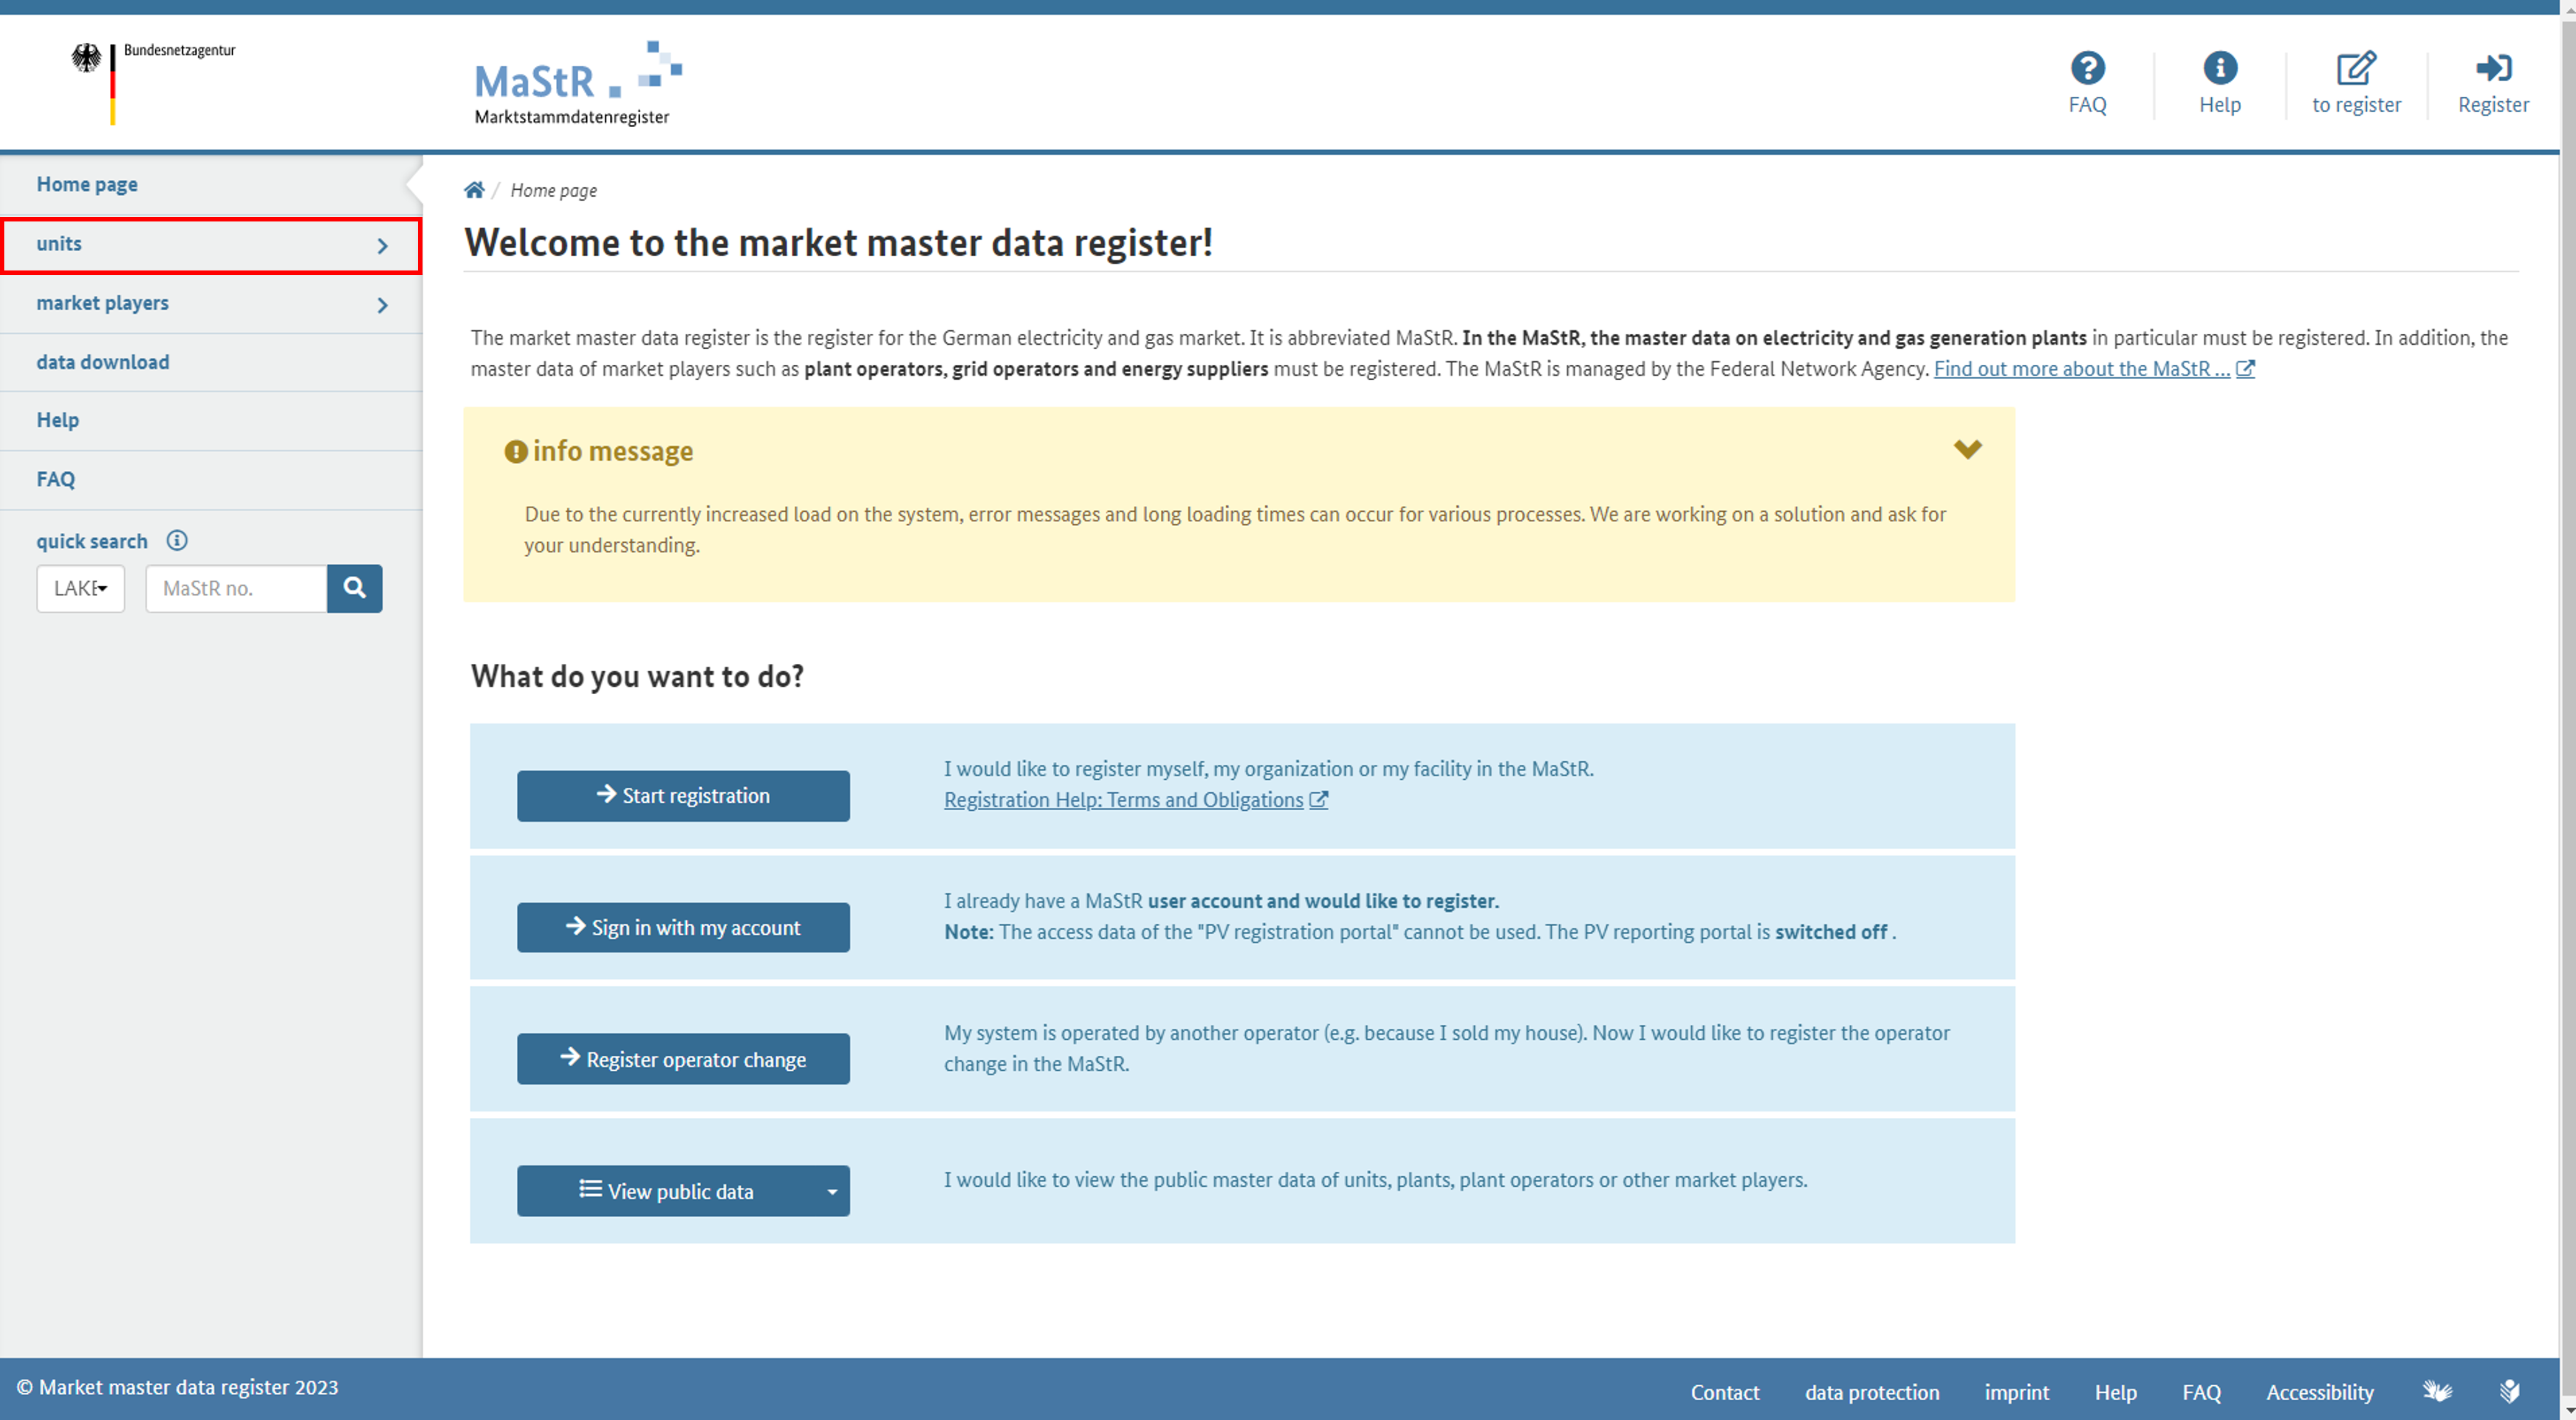 Bundesnetzagentur
MaStR
Marktstammdatenregister
FAQ
Help
to register
Register
Home page
units
market players
data download
Help
FAQ
quick search
LAKE
MaStR no.
Home page
Welcome to the market master data register!
The market master data register is the register for the German electricity and gas market. It is abbreviated MaStR. In the MaStR, the master data on electricity and gas generation plants in particular must be registered. In addition, the
master data of market players such as plant operators, grid operators and energy suppliers must be registered. The MaStR is managed by the Federal Network Agency. Find out more about the MaStR ...
info message
Due to the currently increased load on the system, error messages and long loading times can occur for various processes. We are working on a solution and ask for
your understanding.
What do you want to do?
Start registration
I would like to register myself, my organization or my facility in the MaStR.
Registration Help: Terms and Obligations
Sign in with my account
I already have a MaStR user account and would like to register.
Note: The access data of the "PV registration portal" cannot be used. The PV reporting portal is switched off .
Register operator change
My system is operated by another operator (e.g. because I sold my house). Now I would like to register the operator
change in the MaStR.
View public data
I would like to view the public master data of units, plants, plant operators or other market players.
© Market master data register 2023
Contact
data protection
imprint
Help
FAQ
Accessibility